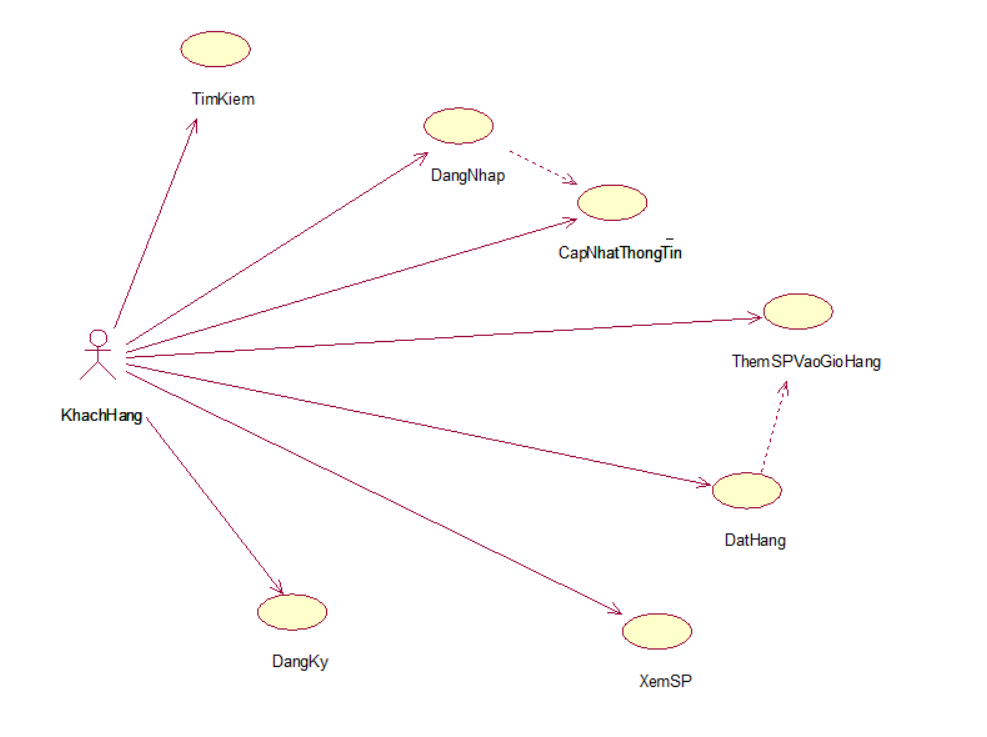 TimKiem
DangNhap
CapNhatThongTin
ThemSPVaoGioHang
KhachHang
DatHang
DangKy
XemSP